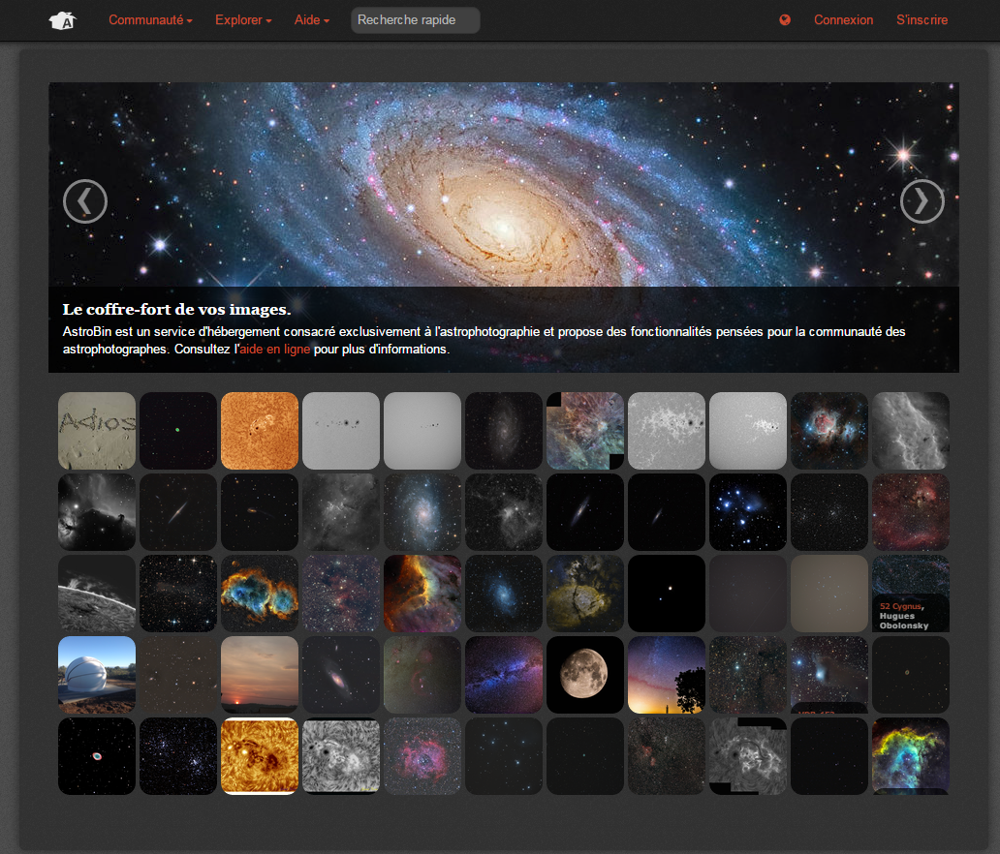 A
Communauté
Explorer
Aide
Recherche rapide
Connexion
S'inscrire
Le coffre-fort de vos images.
AstroBin est un service d'hébergement consacré exclusivement à l'astrophotographie et propose des fonctionnalités pensées pour la communauté des
astrophotographes. Consultez l'aide en ligne pour plus d'informations.
Adios
52 Cygnus,
Hugues
Obolonsky